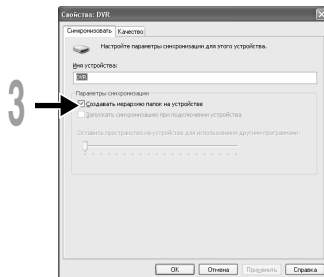 Свойства: DVR
Синхронизовать Качество
Настройте параметры синхронизации для этого устройства.
Имя устройства:
DVR
3
Параметры синхронизации
Создавать иерархию папок на устройстве
Запускать синхронизацию при подключении устройства
Оставить пространство на устройстве для использования другими программами:
OK Отмена Применить Справка